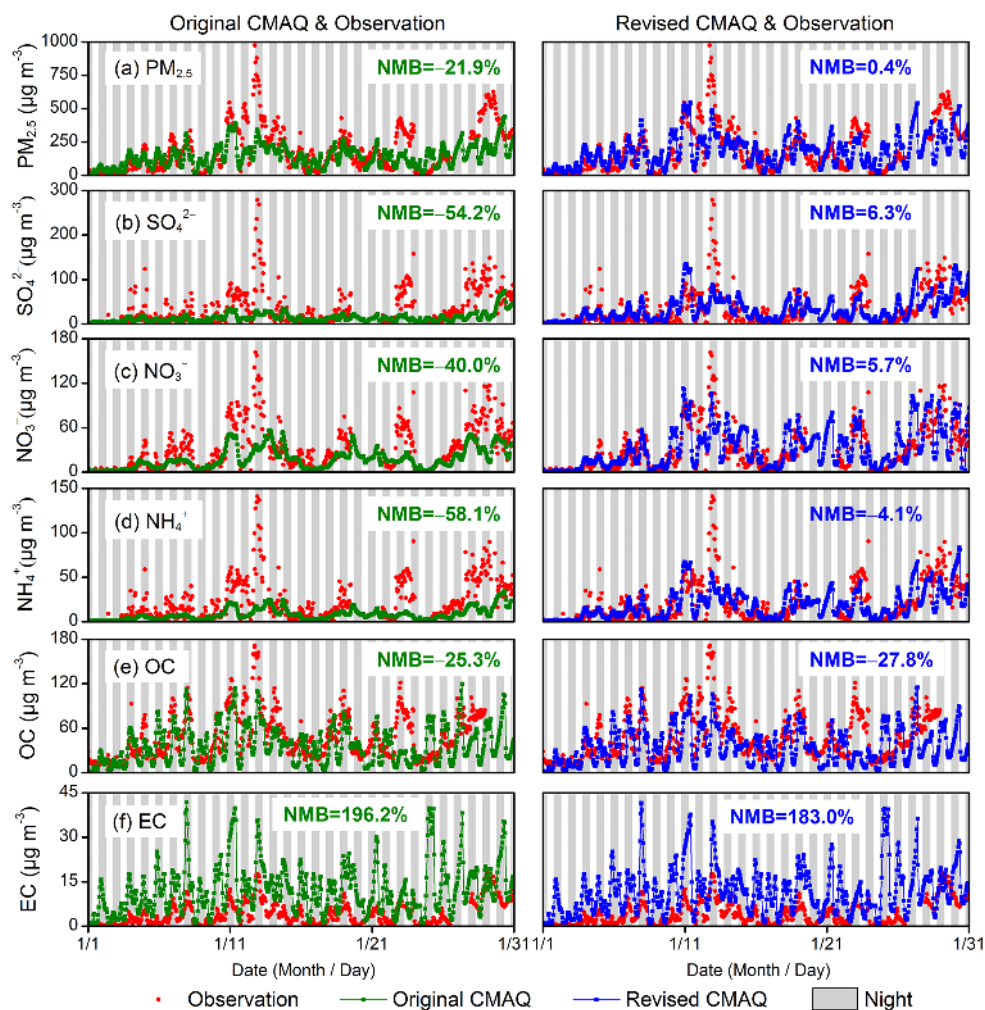 Original CMAQ & Observation
Revised CMAQ & Observation
PM₂.₅ (µg m⁻³)
1000
750
500
250
0
(a) PM₂.₅
NMB=−21.9%
NMB=0.4%
SO₄²⁻(µg m⁻³)
300
200
100
0
(b) SO₄²⁻
NMB=−54.2%
NMB=6.3%
NO₃⁻(µg m⁻³)
180
120
60
0
(c) NO₃⁻
NMB=−40.0%
NMB=5.7%
NH₄⁺(µg m⁻³)
150
100
50
0
(d) NH₄⁺
NMB=−58.1%
NMB=−4.1%
OC (µg m⁻³)
180
120
60
0
(e) OC
NMB=−25.3%
NMB=−27.8%
EC (µg m⁻³)
45
30
15
0
(f) EC
NMB=196.2%
NMB=183.0%
1/1 1/11 1/21 1/31 1/1 1/11 1/21 1/31
Date (Month / Day) Date (Month / Day)
Observation Original CMAQ Revised CMAQ Night